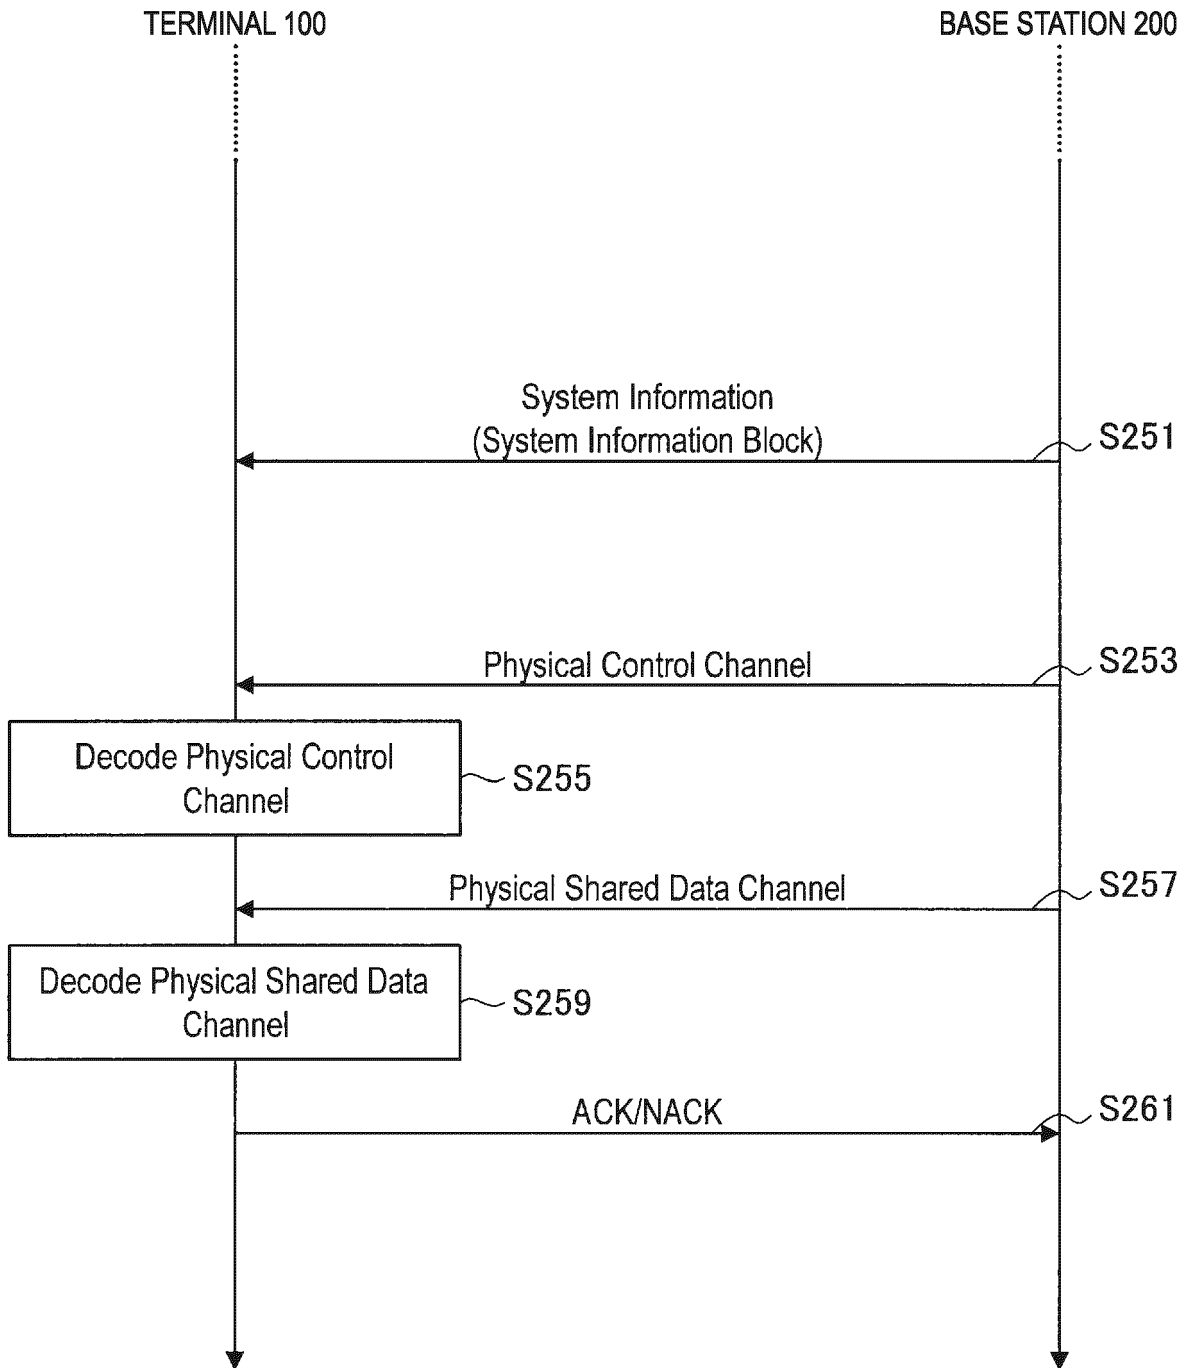 TERMINAL 100
BASE STATION 200
System Information
(System Information Block)
S251
Physical Control Channel
S253
Decode Physical Control
Channel
S255
Physical Shared Data Channel
S257
Decode Physical Shared Data
Channel
S259
ACK/NACK
S261